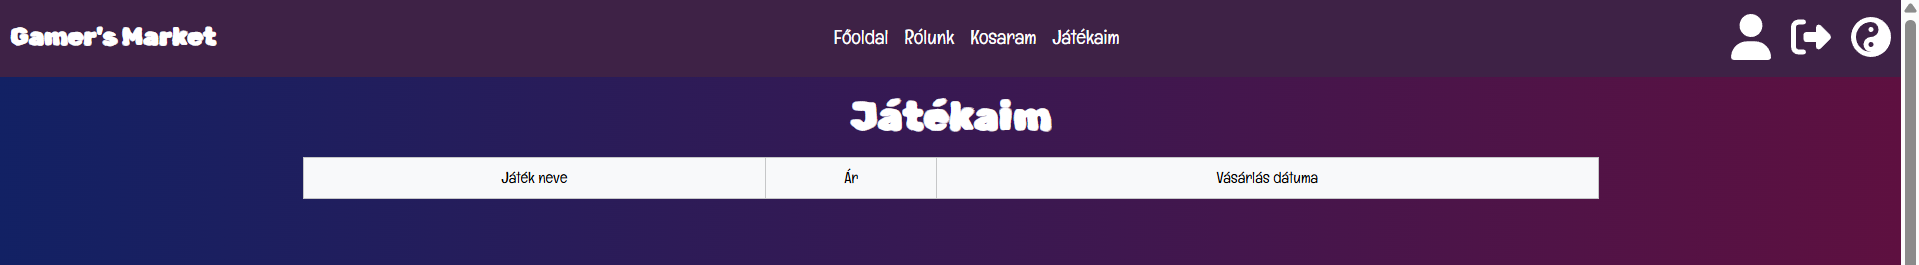 Gamer's Market Főoldal Rólunk Kosaram Játékaim
Játékaim
Játék neve Ár Vásárlás dátuma